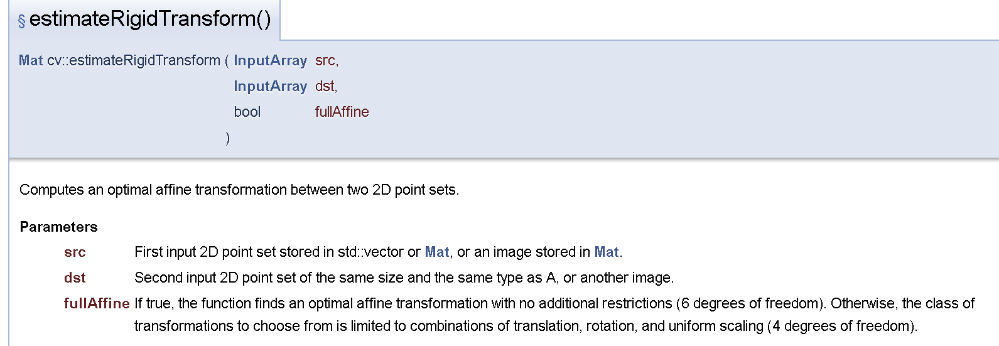 § estimateRigidTransform()
Mat cv::estimateRigidTransform ( InputArray src,
InputArray dst,
bool fullAffine
)
Computes an optimal affine transformation between two 2D point sets.
Parameters
src First input 2D point set stored in std::vector or Mat, or an image stored in Mat.
dst Second input 2D point set of the same size and the same type as A, or another image.
fullAffine If true, the function finds an optimal affine transformation with no additional restrictions (6 degrees of freedom). Otherwise, the class of
transformations to choose from is limited to combinations of translation, rotation, and uniform scaling (4 degrees of freedom).